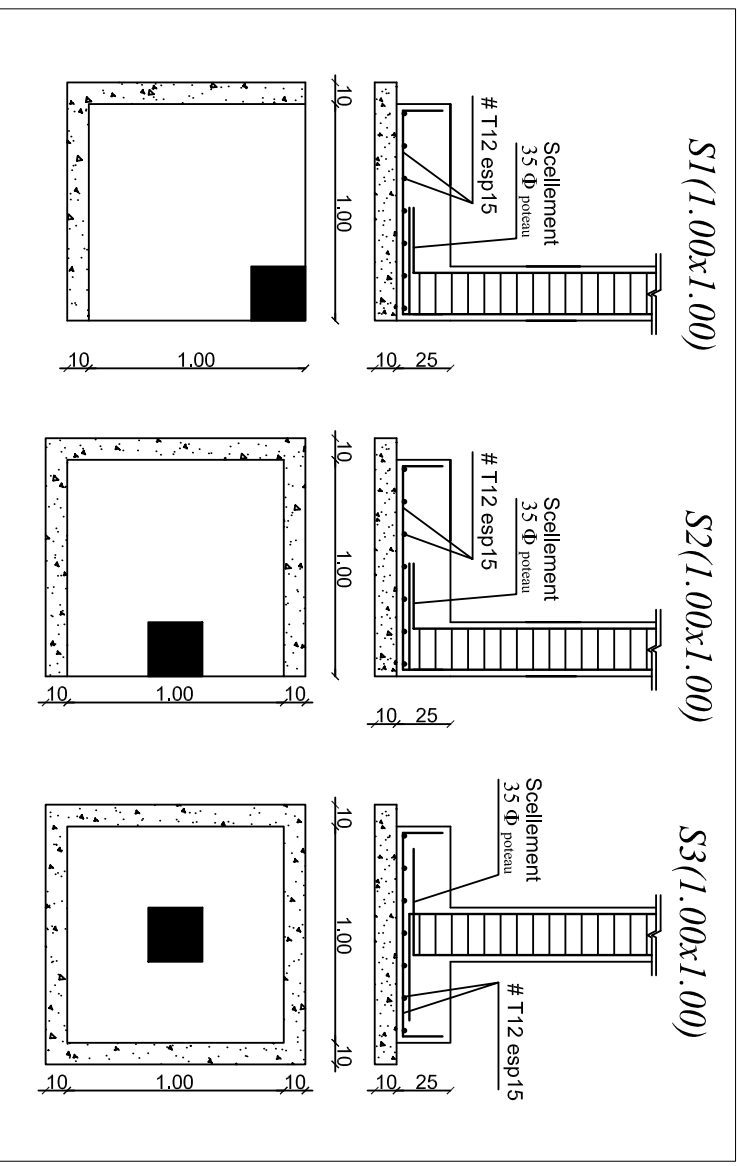 S1(1.00x1.00)
Scellement
35 Φ poteau
# T12 esp15
10 25
10 1.00
10 1.00
S2(1.00x1.00)
Scellement
35 Φ poteau
# T12 esp15
10 25
10 1.00
10 1.00 10
S3(1.00x1.00)
Scellement
35 Φ poteau
# T12 esp15
10 25
10 1.00 10
10 1.00 10